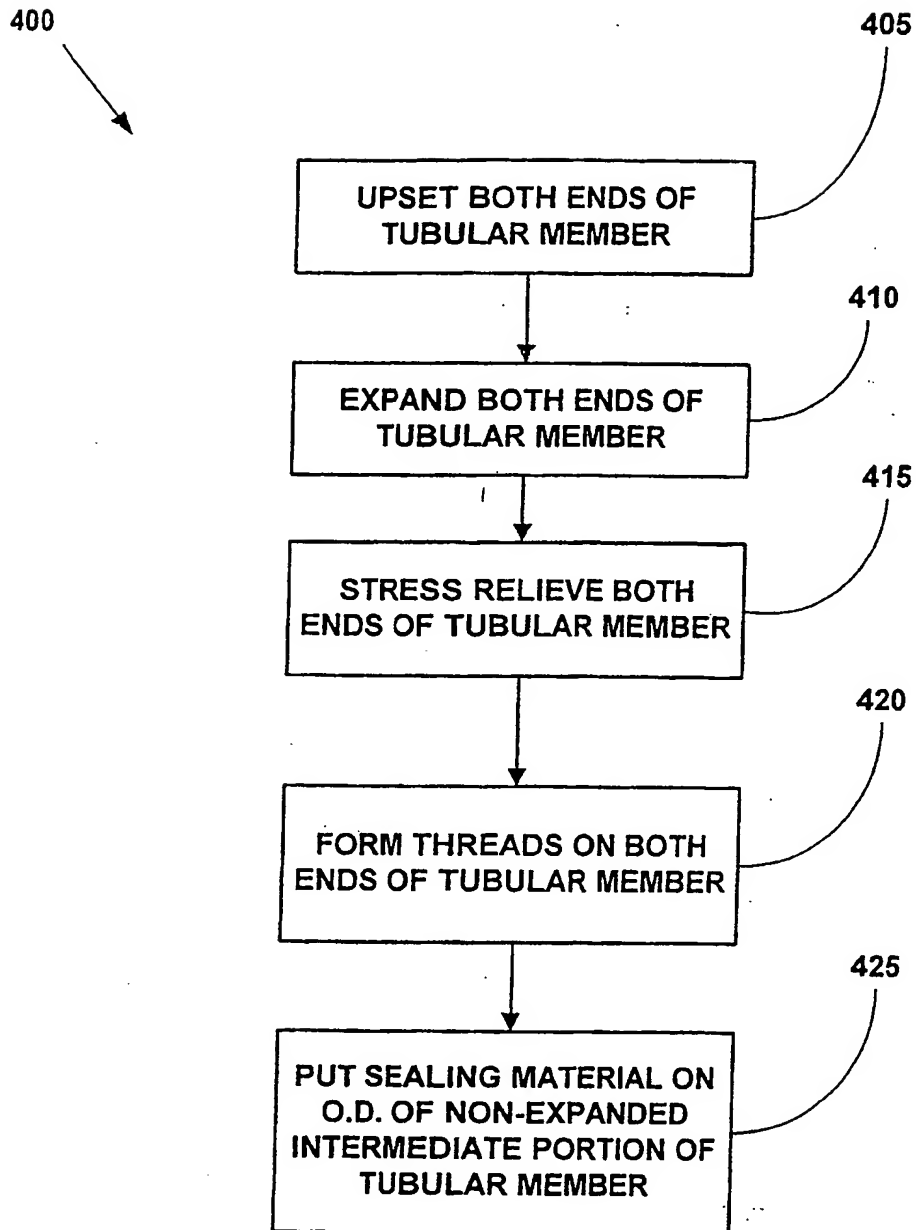 400
405
UPSET BOTH ENDS OF
TUBULAR MEMBER
410
EXPAND BOTH ENDS OF
TUBULAR MEMBER
415
STRESS RELIEVE BOTH
ENDS OF TUBULAR MEMBER
420
FORM THREADS ON BOTH
ENDS OF TUBULAR MEMBER
425
PUT SEALING MATERIAL ON
O.D. OF NON-EXPANDED
INTERMEDIATE PORTION OF
TUBULAR MEMBER